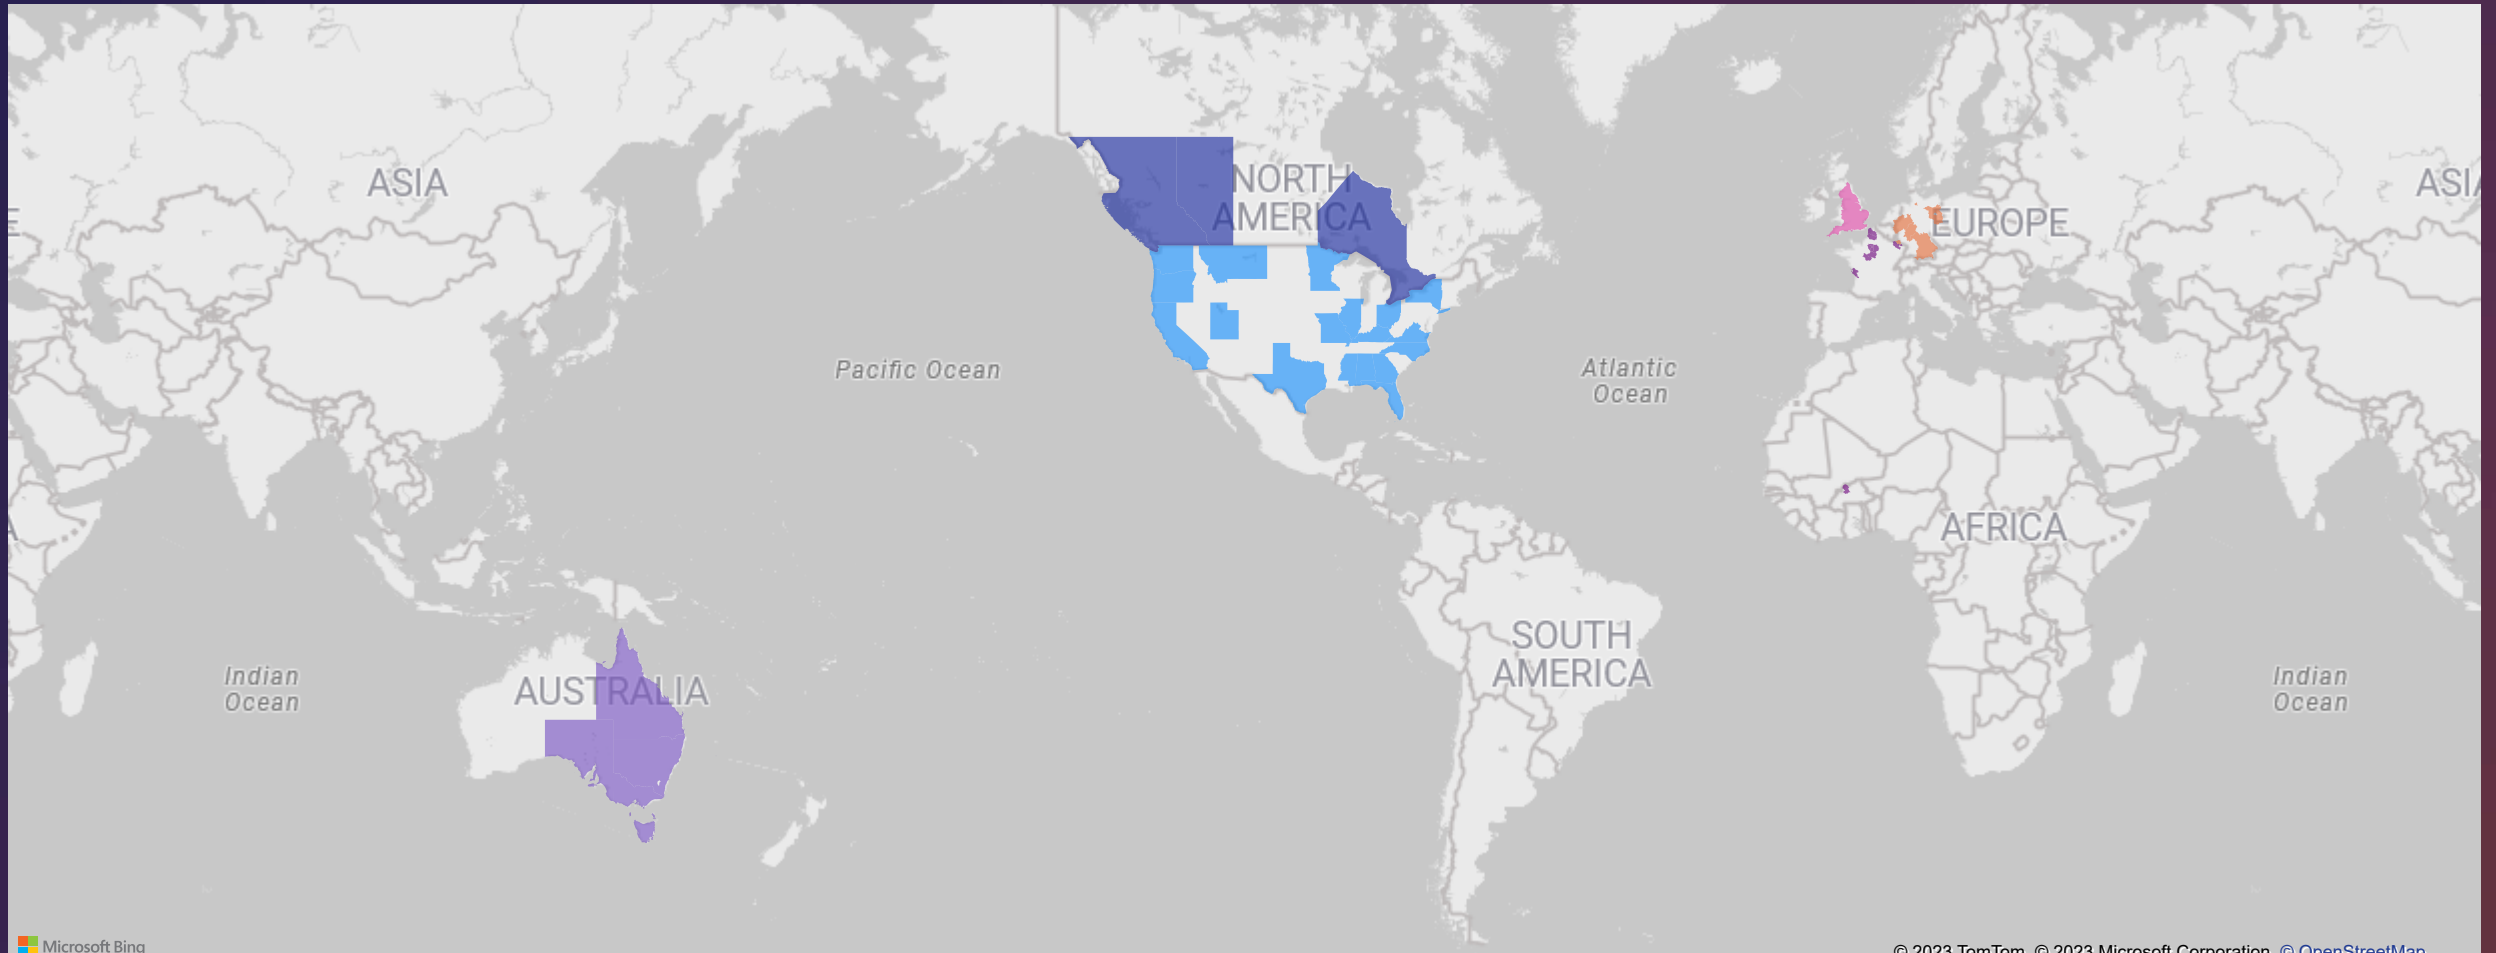 ASIA
NORTH
AMERICA
EUROPE
ASIA
E
Pacific Ocean
Atlantic
Ocean
AFRICA
A
SOUTH
AMERICA
Indian
Ocean
AUSTRALIA
Indian
Ocean
Microsoft Bing
© 2023 TomTom, © 2023 Microsoft Corporation, © OpenStreetMap